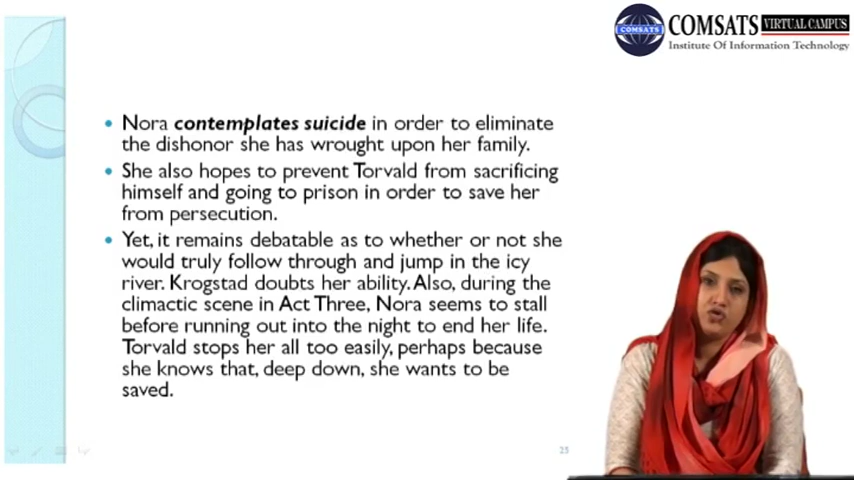 COMSATS VIRTUAL CAMPUS
COMSATS
Institute Of Information Technology
• Nora contemplates suicide in order to eliminate
the dishonor she has wrought upon her family.
• She also hopes to prevent Torvald from sacrificing
himself and going to prison in order to save her
from persecution.
• Yet, it remains debatable as to whether or not she
would truly follow through and jump in the icy
river. Krogstad doubts her ability. Also, during the
climactic scene in Act Three, Nora seems to stall
before running out into the night to end her life.
Torvald stops her all too easily, perhaps because
she knows that, deep down, she wants to be
saved.
25